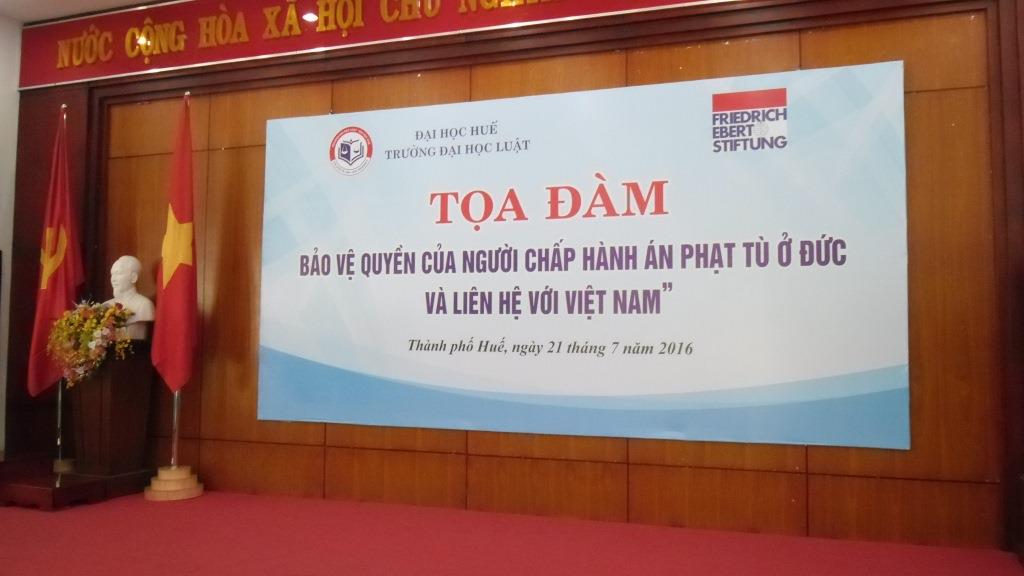 NƯỚC CỘNG HÒA XÃ HỘI CHỦ
ĐẠI HỌC HUẾ
TRƯỜNG ĐẠI HỌC LUẬT
FRIEDRICH
EBERT
STIFTUNG
TỌA ĐÀM
BẢO VỆ QUYỀN CỦA NGƯỜI CHẤP HÀNH ÁN PHẠT TÙ Ở ĐỨC
VÀ LIÊN HỆ VỚI VIỆT NAM”
Thành phố Huế, ngày 21 tháng 7 năm 2016